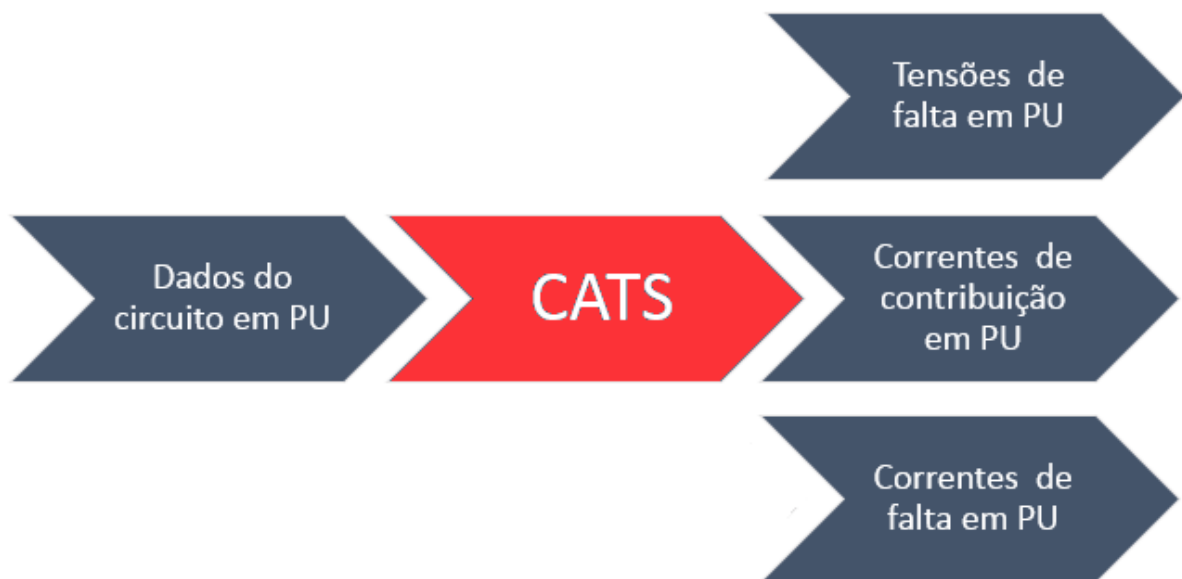 Tensões de
falta em PU
Dados do
circuito em PU
CATS
Correntes de
contribuição
em PU
Correntes de
falta em PU